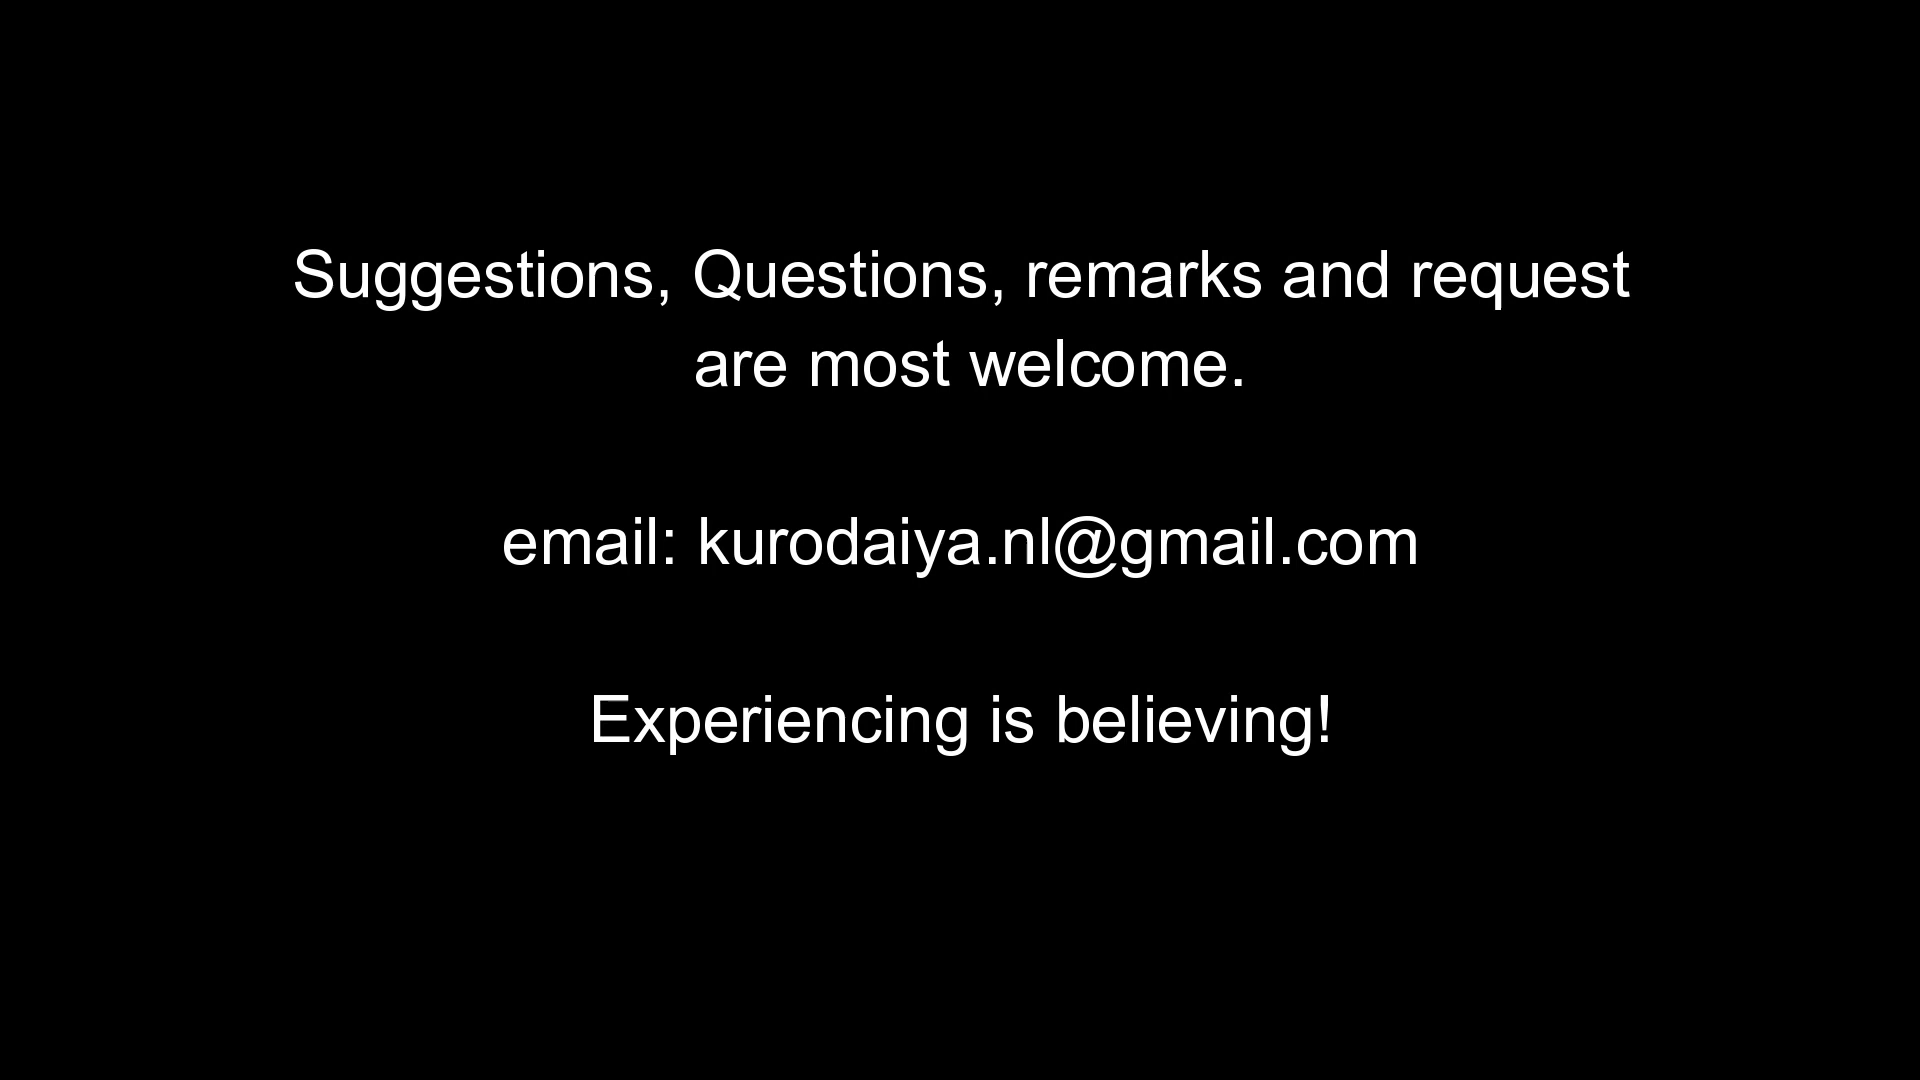 Suggestions, Questions, remarks and request
are most welcome.
email: kurodaiya.nl@gmail.com
Experiencing is believing!